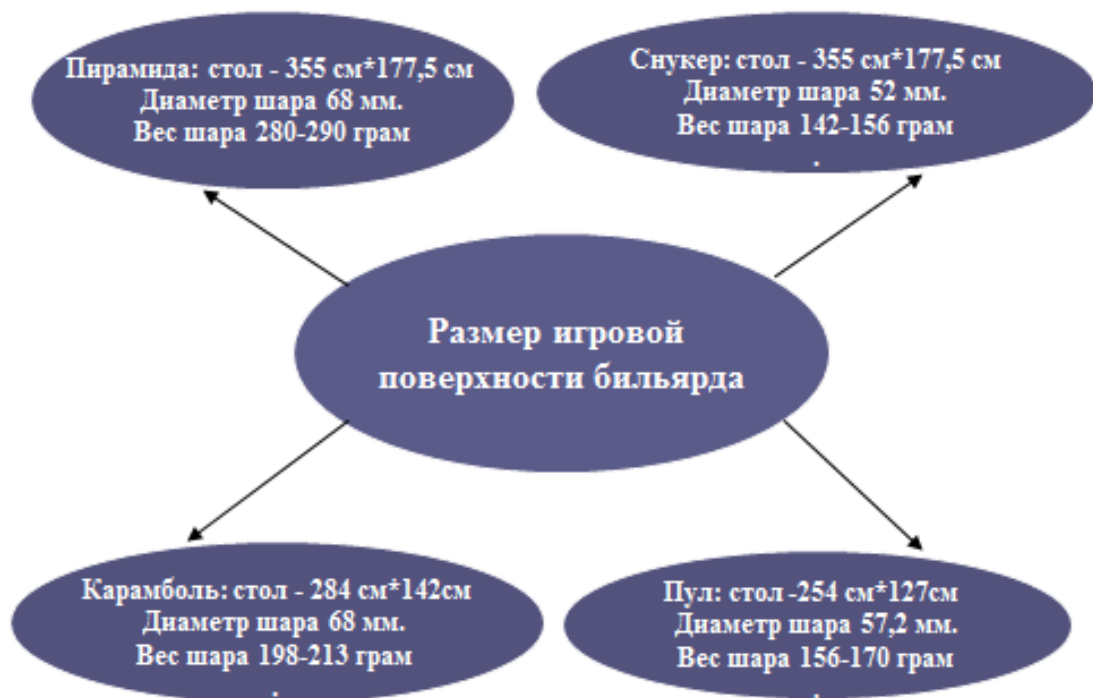 Пирамида: стол - 355 см*177,5 см
Диаметр шара 68 мм.
Вес шара 280-290 грам
Снукер: стол - 355 см*177,5 см
Диаметр шара 52 мм.
Вес шара 142-156 грам
.
Размер игровой
поверхности бильярда
Карамболь: стол - 284 см*142см
Диаметр шара 68 мм.
Вес шара 198-213 грам
.
Пул: стол -254 см*127см
Диаметр шара 57,2 мм.
Вес шара 156-170 грам
.